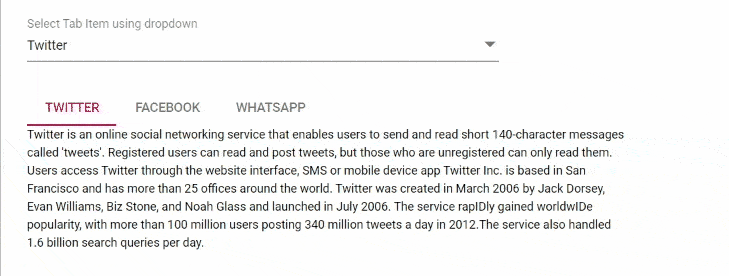 Select Tab Item using dropdown
Twitter
TWITTER FACEBOOK WHATSAPP
Twitter is an online social networking service that enables users to send and read short 140-character messages
called 'tweets'. Registered users can read and post tweets, but those who are unregistered can only read them.
Users access Twitter through the website interface, SMS or mobile device app Twitter Inc. is based in San
Francisco and has more than 25 offices around the world. Twitter was created in March 2006 by Jack Dorsey,
Evan Williams, Biz Stone, and Noah Glass and launched in July 2006. The service rapIDly gained worldwIDe
popularity, with more than 100 million users posting 340 million tweets a day in 2012.The service also handled
1.6 billion search queries per day.